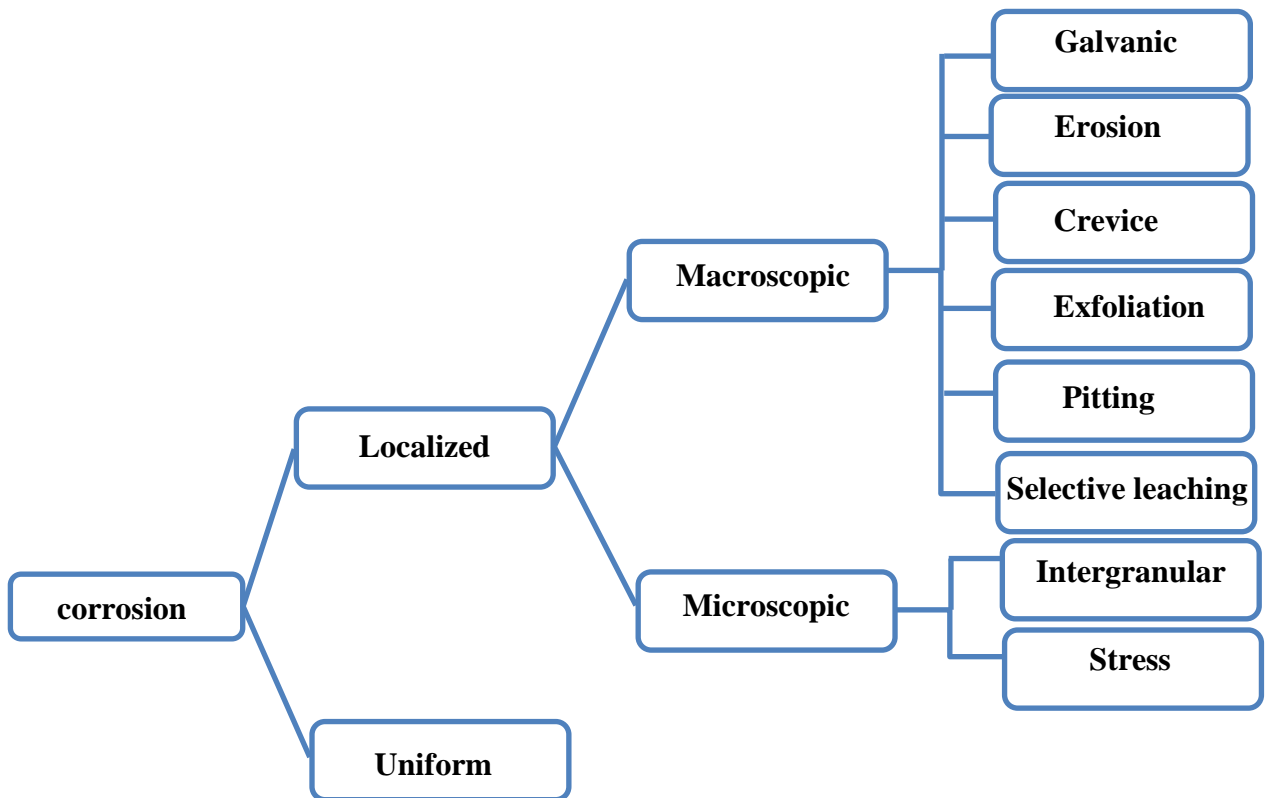 Galvanic
Erosion
Crevice
Macroscopic
Exfoliation
Pitting
Localized
Selective leaching
Intergranular
corrosion
Microscopic
Stress
Uniform